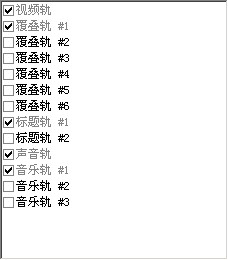 视频轨
覆叠轨 #1
覆叠轨 #2
覆叠轨 #3
覆叠轨 #4
覆叠轨 #5
覆叠轨 #6
标题轨 #1
标题轨 #2
声音轨
音乐轨 #1
音乐轨 #2
音乐轨 #3